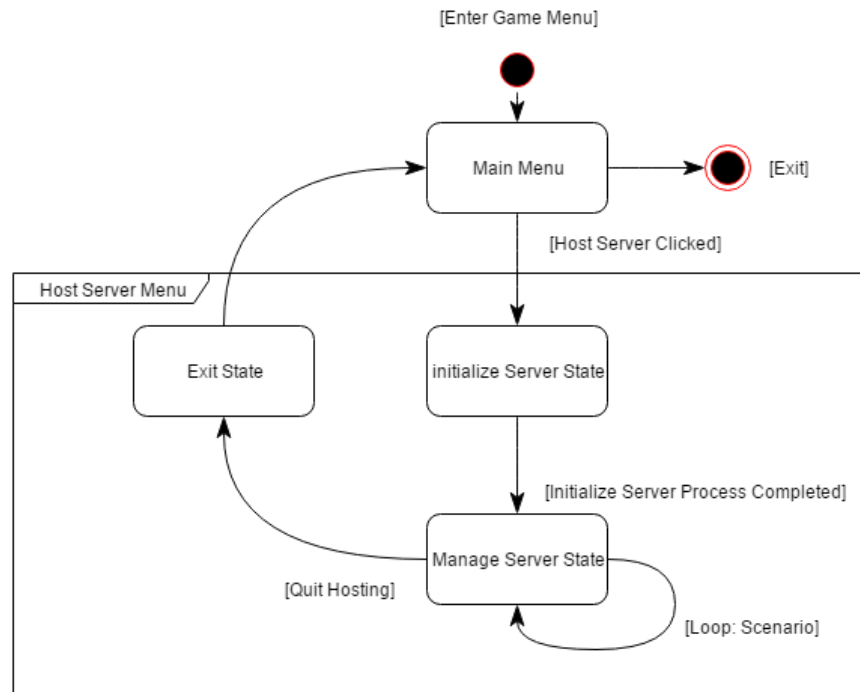 [Enter Game Menu]
Main Menu
[Exit]
[Host Server Clicked]
Host Server Menu
Exit State
initialize Server State
[Initialize Server Process Completed]
Manage Server State
[Quit Hosting]
[Loop: Scenario]